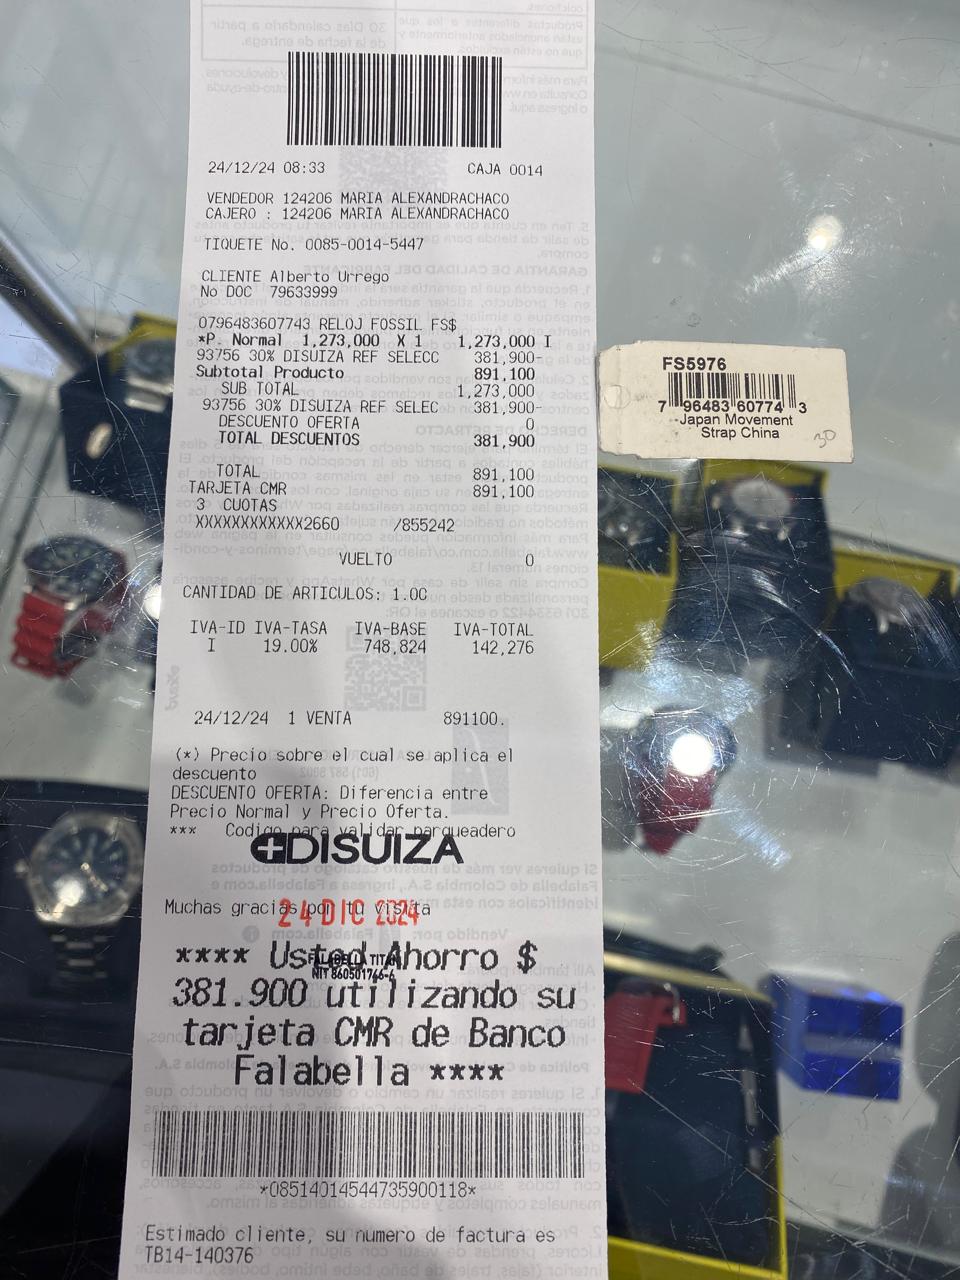 24/12/24 08:33 CAJA 0014
VENDEDOR 124206 MARIA ALEXANDRACHACO
CAJERO : 124206 MARIA ALEXANDRACHACO
TIQUETE No. 0085-0014-5447
CLIENTE Alberto Urrego
No DOC 79633999
0796483607743 RELOJ FOSSIL FS$
*P. Normal 1,273,000 X 1 1,273,000 I
93756 30% DISUIZA REF SELECC 381,900-
Subtotal Producto 891,100
SUB TOTAL 1,273,000
93756 30% DISUIZA REF SELEC 381,900-
DESCUENTO OFERTA 0
TOTAL DESCUENTOS 381,900
TOTAL 891,100
TARJETA CMR 891,100
3 CUOTAS
XXXXXXXXXXXX2660 /855242
VUELTO 0
CANTIDAD DE ARTICULOS: 1.00
IVA-ID IVA-TASA IVA-BASE IVA-TOTAL
I 19.00% 748,824 142,276
24/12/24 1 VENTA 891100.
(*) Precio sobre el cual se aplica el
descuento
DESCUENTO OFERTA: Diferencia entre
Precio Normal y Precio Oferta.
*** Codigo para validar parqueadero
DISUIZA
Muchas gracias por tu visita
24 DIC 2024
**** Usted Ahorro $
FALABELLA TITAN
NIT 860501746-6
381.900 utilizando su
tarjeta CMR de Banco
Falabella ****
*08514014544735900118*
Estimado cliente, su numero de factura es
TB14-140376
FS5976
7 96483 60774 3
Japan Movement
Strap China
30